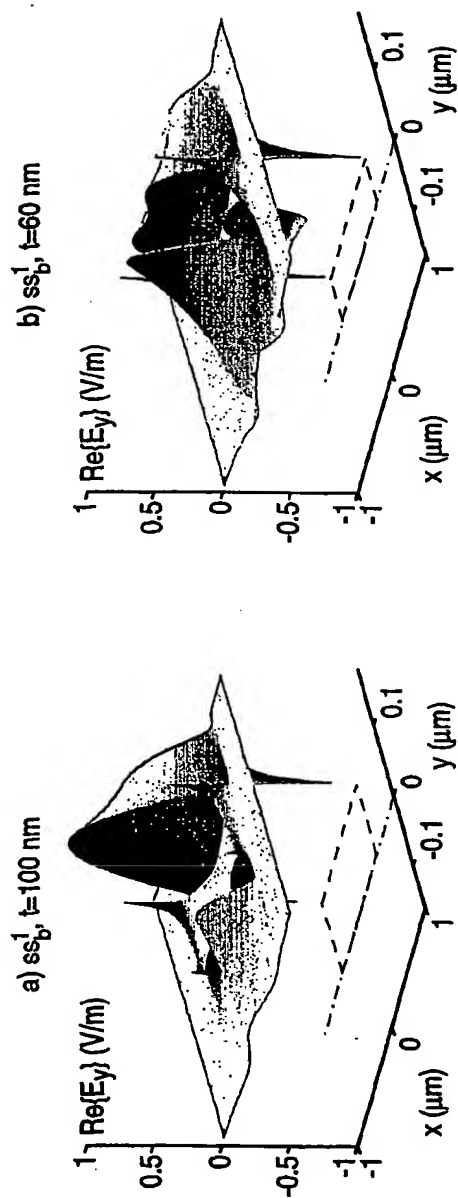 a) ss_b^1, t=100 nm
Re{E_y} (V/m)
1
0.5
0
-0.5
-1
-1
0
1
x (μm)
-0.1
0
0.1
y (μm)
b) ss_b^1, t=60 nm
Re{E_y} (V/m)
1
0.5
0
-0.5
-1
-1
0
1
x (μm)
-0.1
0
0.1
y (μm)